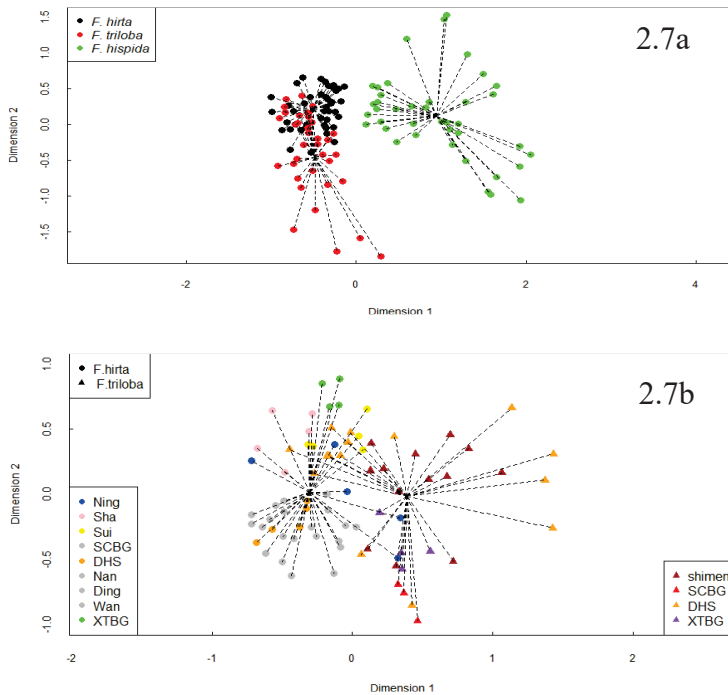 F. hirta
F. triloba
F. hispida
2.7a
Dimension 2
1.5
1.0
0.5
0.0
-0.5
-1.0
-1.5
-2
0
2
4
Dimension 1
F.hirta
F.triloba
2.7b
Dimension 2
1.0
0.5
0.0
-0.5
-1.0
Ning
Sha
Sui
SCBG
DHS
Nan
Ding
Wan
XTBG
shimen
SCBG
DHS
XTBG
-2
-1
0
1
2
Dimension 1